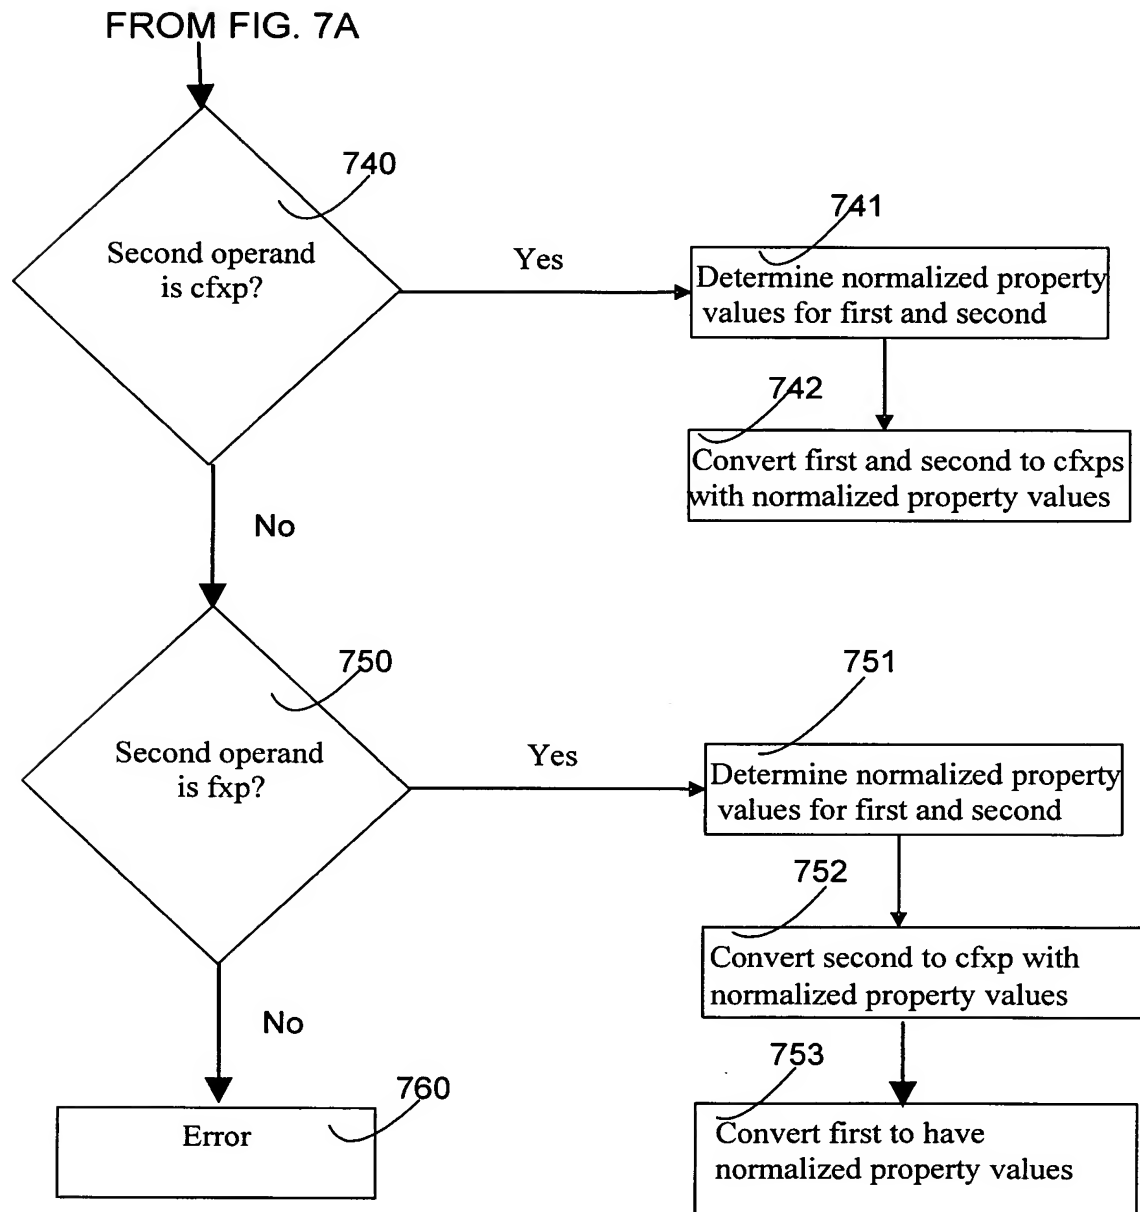 FROM FIG. 7A
740
Second operand
is cfxp?
Yes
741
Determine normalized property
values for first and second
742
Convert first and second to cfxps
with normalized property values
No
750
Second operand
is fxp?
Yes
751
Determine normalized property
values for first and second
752
Convert second to cfxp with
normalized property values
753
Convert first to have
normalized property values
No
760
Error